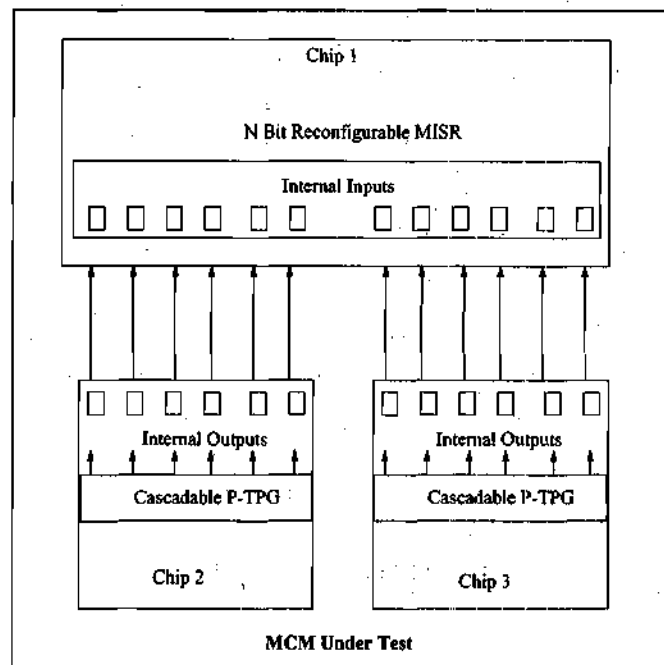 Chip 1
N Bit Reconfigurable MISR
Internal Inputs
Internal Outputs
Internal Outputs
Cascadable P-TPG
Cascadable P-TPG
Chip 2
Chip 3
MCM Under Test